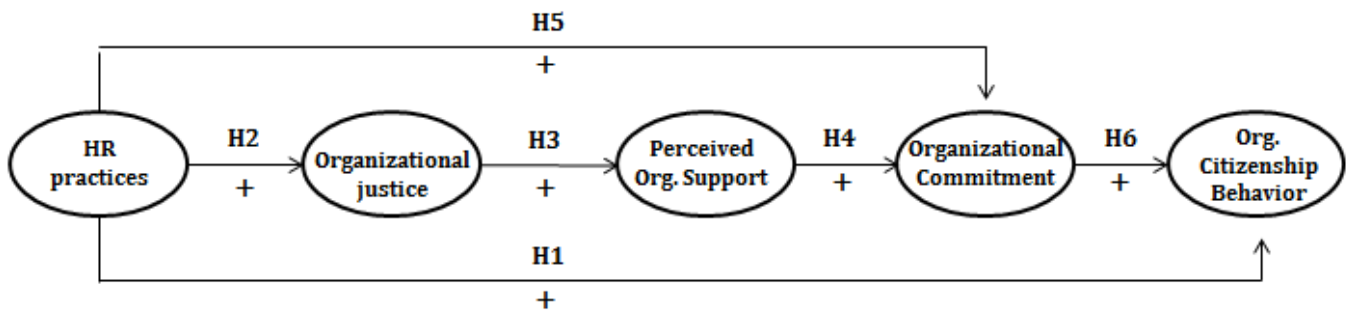 H5
+
HR
practices
H2
+
Organizational
justice
H3
+
Perceived
Org. Support
H4
+
Organizational
Commitment
H6
+
Org.
Citizenship
Behavior
H1
+